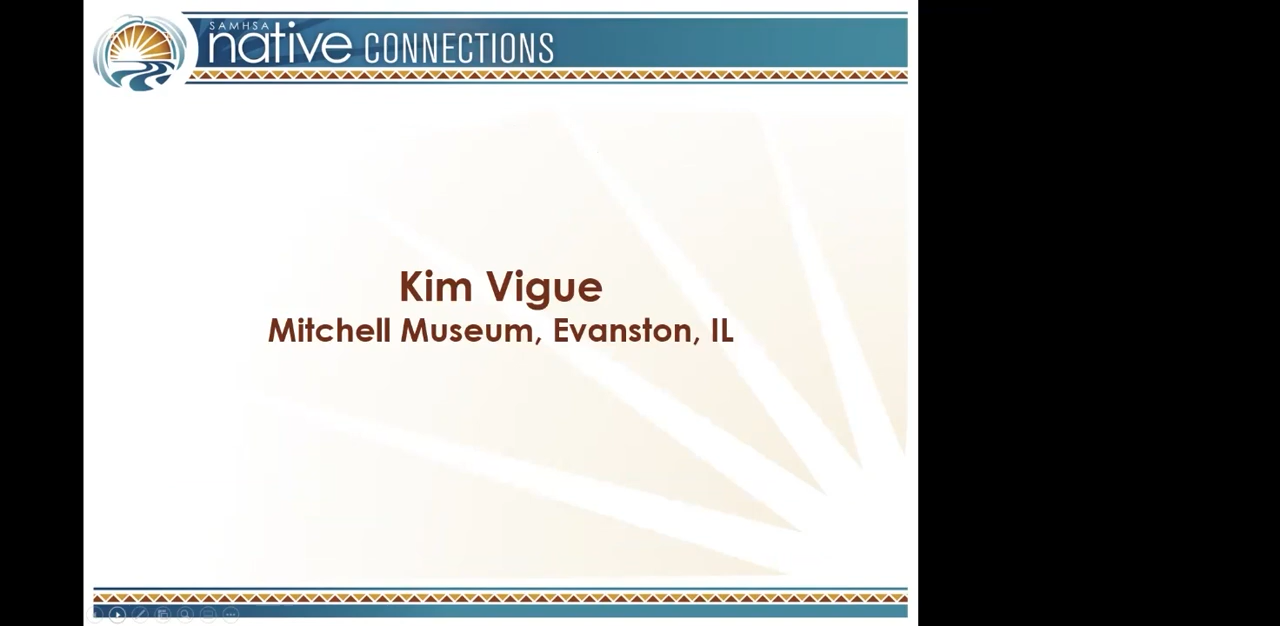 SAMHSA
native CONNECTIONS
Kim Vigue
Mitchell Museum, Evanston, IL